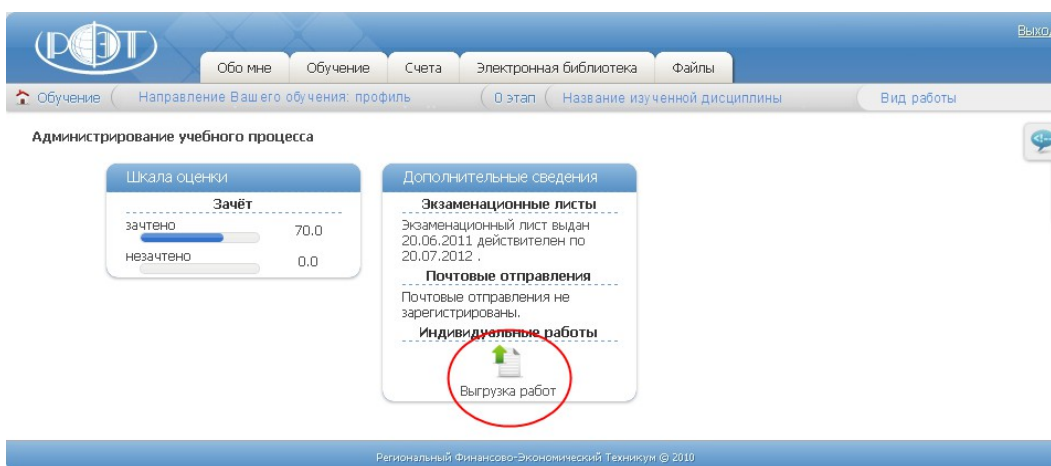 Выхо
РФЭТ
Обо мне Обучение Счета Электронная библиотека Файлы
Обучение Направление Вашего обучения: профиль 0 этап Название изученной дисциплины Вид работы
Администрирование учебного процесса
Шкала оценки
Зачёт
зачтено 70.0
незачтено 0.0
Дополнительные сведения
Экзаменационные листы
Экзаменационный лист выдан
20.06.2011 действителен по
20.07.2012 .
Почтовые отправления
Почтовые отправления не
зарегистрированы.
Индивидуальные работы
Выгрузка работ
Региональный Финансово-Экономический Техникум © 2010